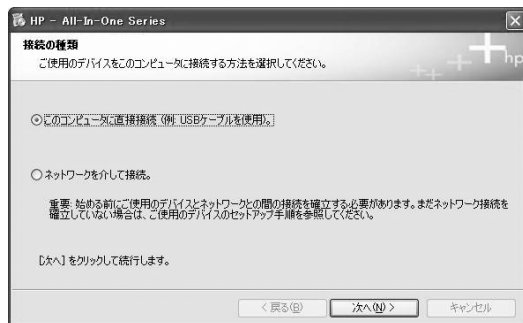 HP - All-In-One Series
接続の種類
ご使用のデバイスをこのコンピュータに接続する方法を選択してください。
hp
このコンピュータに直接接続 (例: USBケーブルを使用)。
ネットワークを介して接続。
重要: 始める前にご使用のデバイスとネットワークとの間の接続を確立する必要があります。まだネットワーク接続を
確立していない場合は、ご使用のデバイスのセットアップ手順を参照してください。
[次へ] をクリックして続行します。
< 戻る(B) 次へ(N) > キャンセル